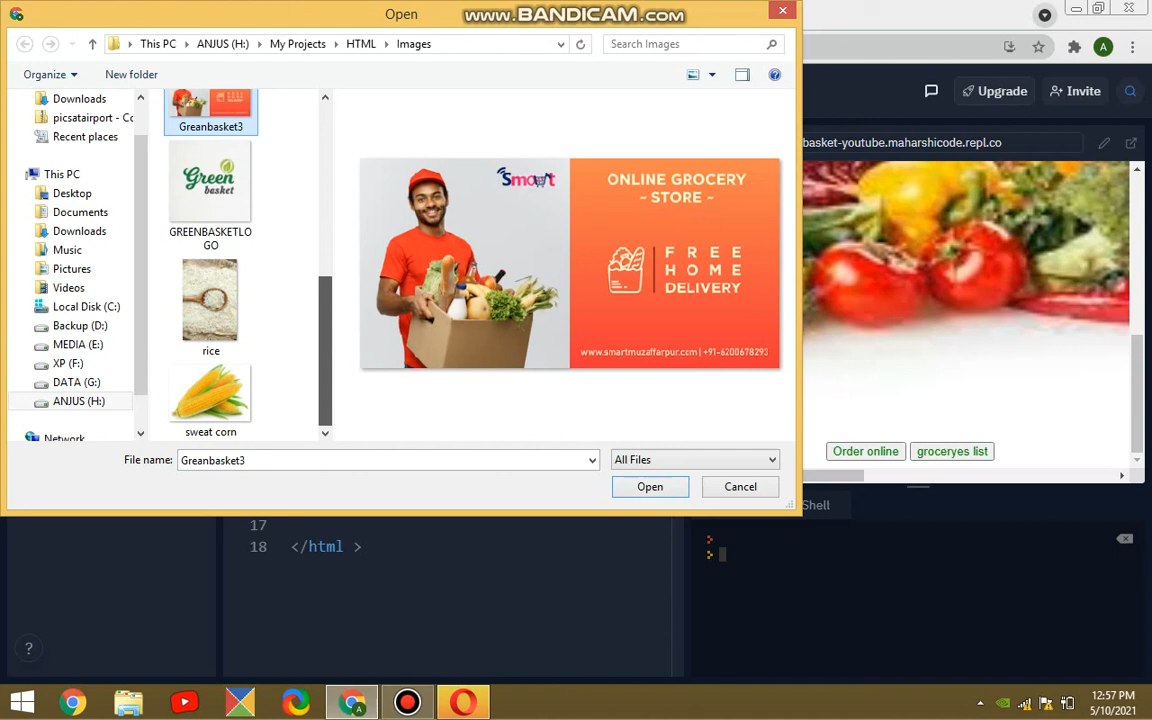 Open
www.BANDICAM.com
This PC
ANJUS (H:)
My Projects
HTML
Images
Search Images
Organize
New folder
Downloads
picsatairport - Co
Recent places
This PC
Desktop
Documents
Downloads
Music
Pictures
Videos
Local Disk (C:)
Backup (D:)
MEDIA (E:)
XP (F:)
DATA (G:)
ANJUS (H:)
Network
Greanbasket3
Green
basket
GREENBASKETLO
GO
rice
sweat corn
Smart
ONLINE GROCERY
~ STORE ~
FREE
HOME
DELIVERY
www.smartmuzaffarpur.com | +91-6200678293
File name:
Greanbasket3
All Files
Open
Cancel
A
Upgrade
Invite
basket-youtube.maharshicode.repl.co
Order online
groceryes list
Shell
17
18 </html >
?
12:57 PM
5/10/2021